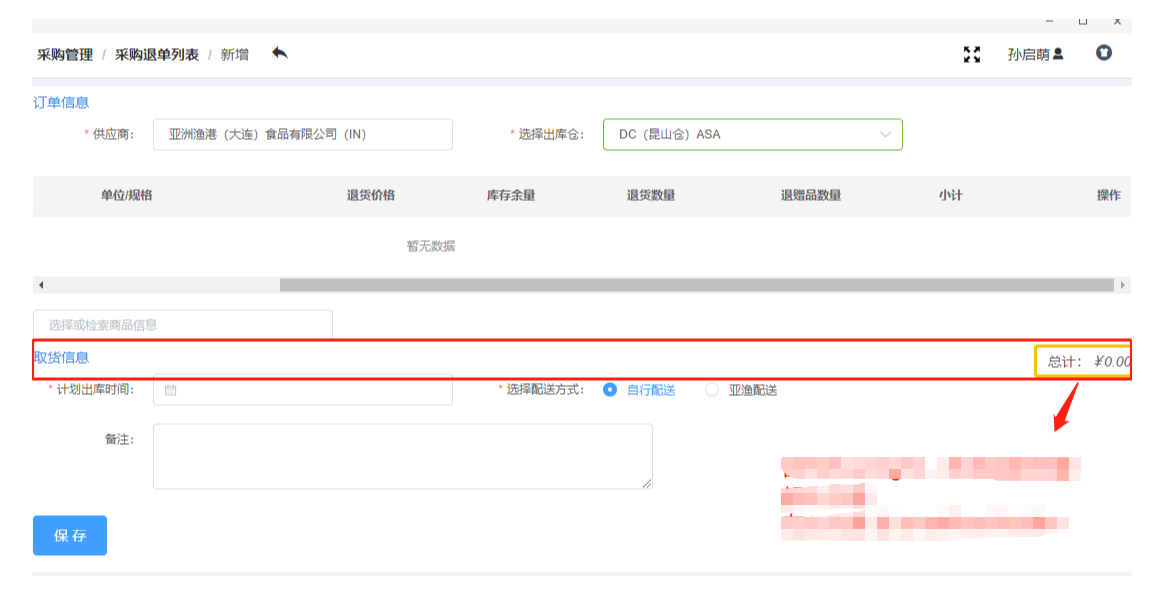 采购管理 / 采购退单列表 / 新增 孙启萌
订单信息
* 供应商： 亚洲渔港（大连）食品有限公司（IN） * 选择出库仓： DC（昆山仓）ASA
单位/规格 退货价格 库存余量 退货数量 退赠品数量 小计 操作
暂无数据
选择或检索商品信息
取货信息 总计：￥0.00
* 计划出库时间： * 选择配送方式： 自行配送 亚渔配送
备注：
保存